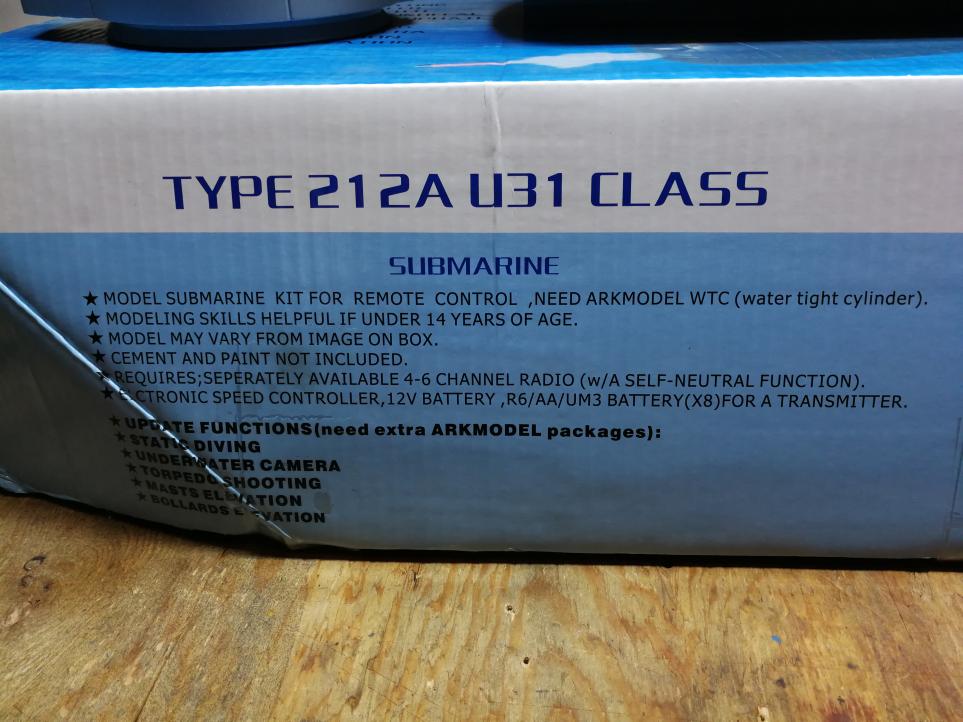 TYPE 212A U31 CLASS
SUBMARINE
★ MODEL SUBMARINE KIT FOR REMOTE CONTROL ,NEED ARKMODEL WTC (water tight cylinder).
★ MODELING SKILLS HELPFUL IF UNDER 14 YEARS OF AGE.
★ MODEL MAY VARY FROM IMAGE ON BOX.
★ CEMENT AND PAINT NOT INCLUDED.
★ REQUIRES;SEPERATELY AVAILABLE 4-6 CHANNEL RADIO (w/A SELF-NEUTRAL FUNCTION).
★ ELCTRONIC SPEED CONTROLLER,12V BATTERY ,R6/AA/UM3 BATTERY(X8)FOR A TRANSMITTER.
★ UPDATE FUNCTIONS(need extra ARKMODEL packages):
★ STATIC DIVING
★ UNDERWATER CAMERA
★ TORPEDO SHOOTING
★ MASTS ELEVATION
★ BOLLARDS ELEVATION